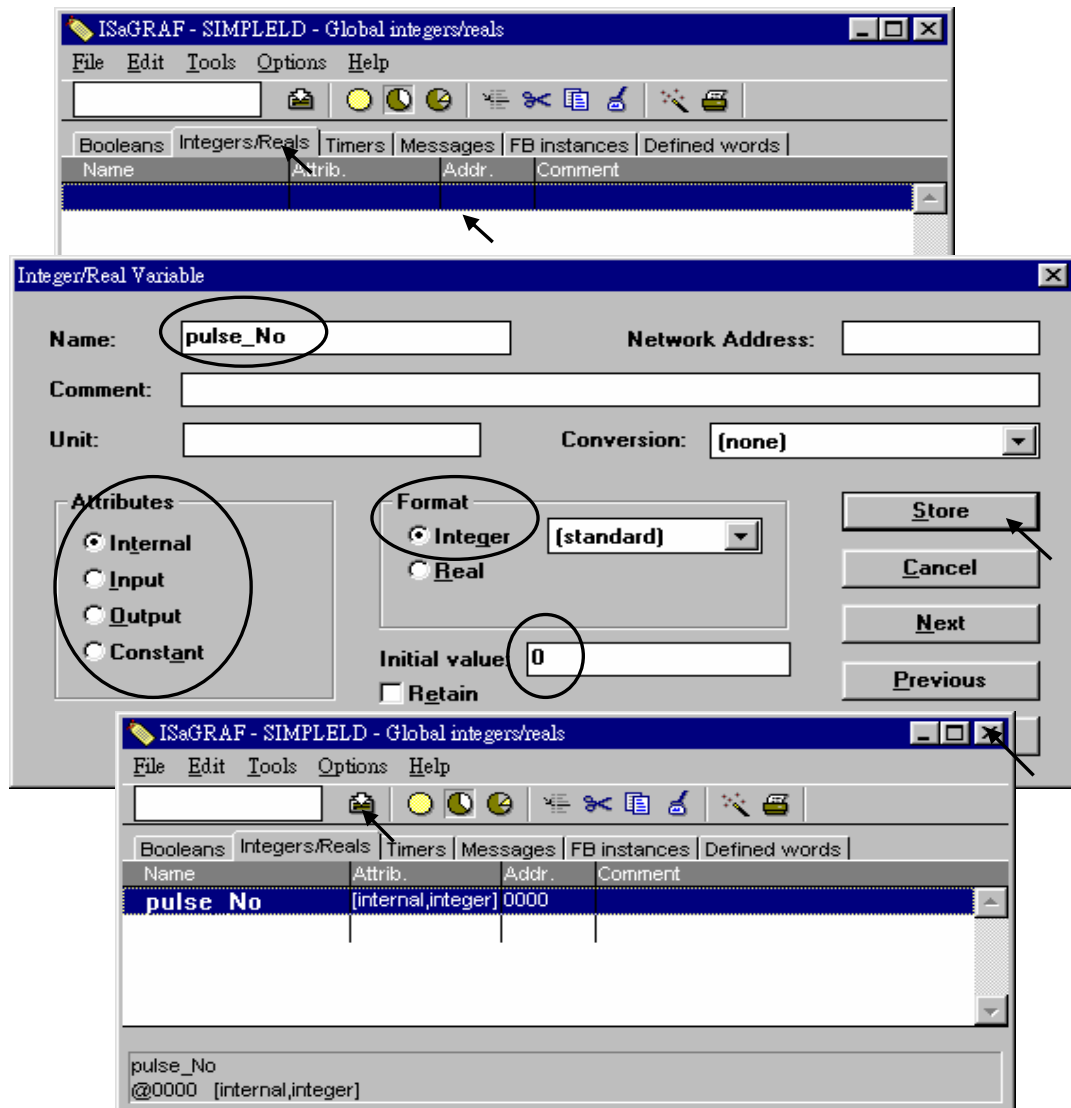 ISaGRAF - SIMPLELD - Global integers/reals
File Edit Tools Options Help
Booleans Integers/Reals Timers Messages FB instances Defined words
Name Attrib. Addr. Comment
Integer/Real Variable
Name: pulse_No Network Address:
Comment:
Unit: Conversion: (none)
Attributes Format
Internal Integer (standard) Store
Input Real Cancel
Output Next
Constant Initial value: 0
Retain Previous
ISaGRAF - SIMPLELD - Global integers/reals
File Edit Tools Options Help
Booleans Integers/Reals Timers Messages FB instances Defined words
Name Attrib. Addr. Comment
pulse_No [internal,integer] 0000
pulse_No
@0000 [internal,integer]